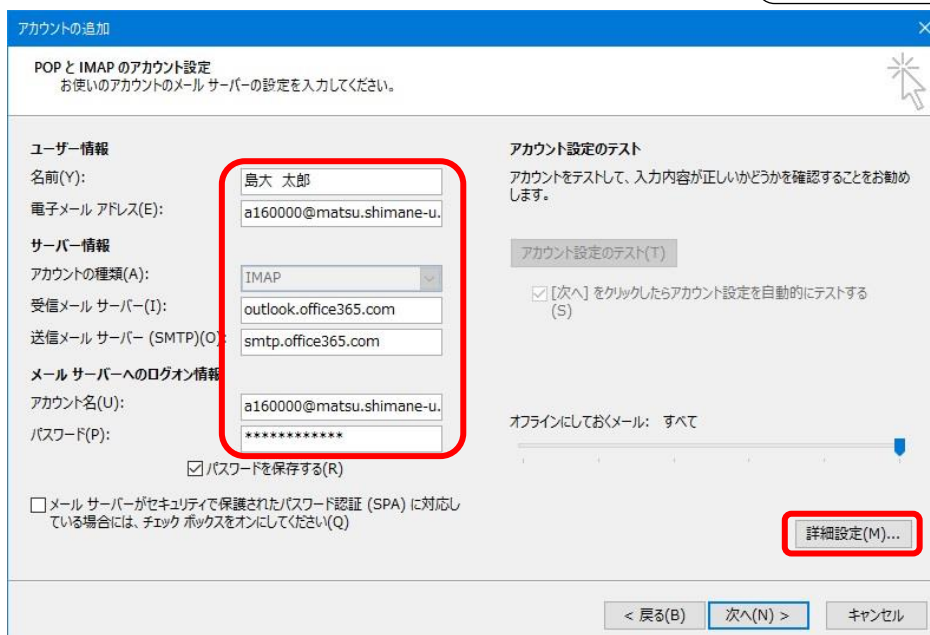 アカウントの追加
POP と IMAP のアカウント設定
お使いのアカウントのメール サーバーの設定を入力してください。
ユーザー情報
名前(Y):
島大 太郎
電子メール アドレス(E):
a160000@matsu.shimane-u.
サーバー情報
アカウントの種類(A):
IMAP
受信メール サーバー(I):
outlook.office365.com
送信メール サーバー (SMTP)(O):
smtp.office365.com
メール サーバーへのログオン情報
アカウント名(U):
a160000@matsu.shimane-u.
パスワード(P):
************
パスワードを保存する(R)
メール サーバーがセキュリティで保護されたパスワード認証 (SPA) に対応し
ている場合には、チェック ボックスをオンにしてください(Q)
アカウント設定のテスト
アカウントをテストして、入力内容が正しいかどうかを確認することをお勧め
します。
アカウント設定のテスト(T)
[次へ] をクリックしたらアカウント設定を自動的にテストする
(S)
オフラインにしておくメール: すべて
詳細設定(M)...
< 戻る(B)
次へ(N) >
キャンセル